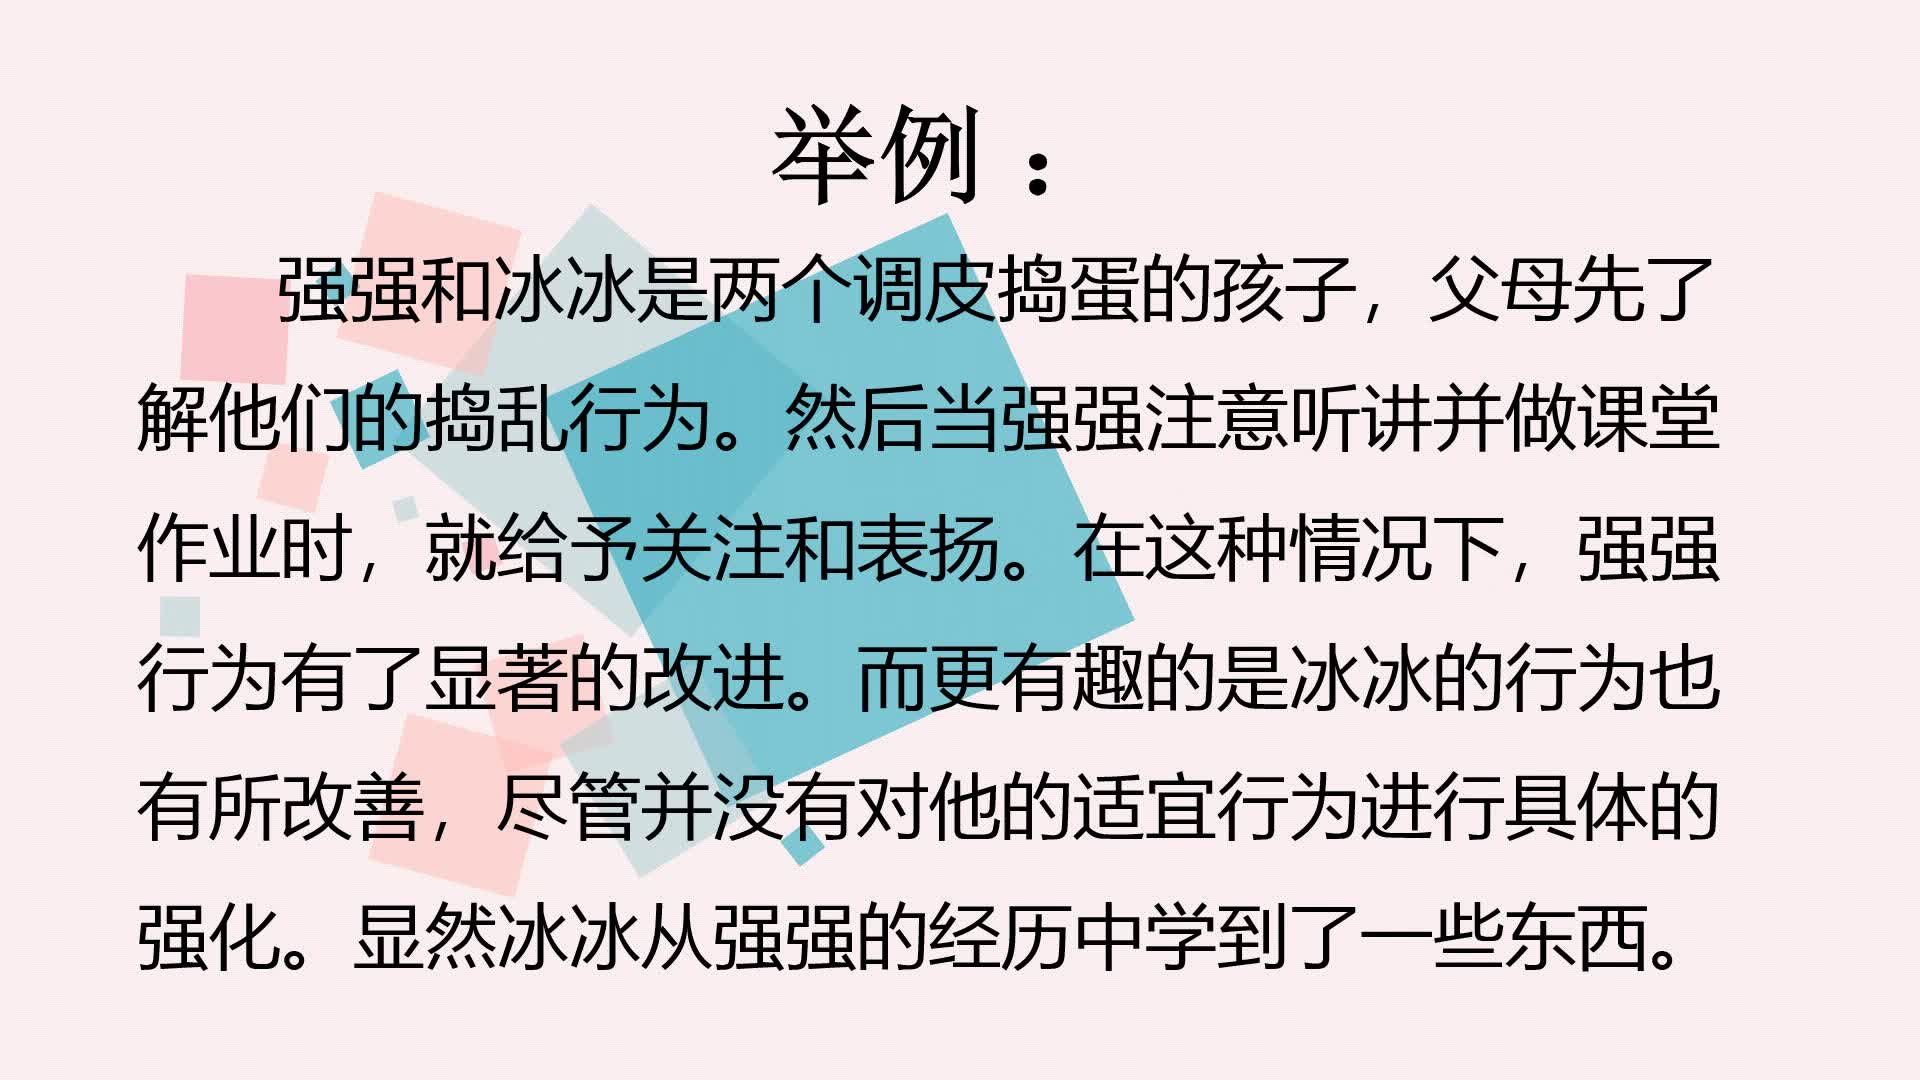 举例：
强强和冰冰是两个调皮捣蛋的孩子，父母先了
解他们的捣乱行为。然后当强强注意听讲并做课堂
作业时，就给予关注和表扬。在这种情况下，强强
行为有了显著的改进。而更有趣的是冰冰的行为也
有所改善，尽管并没有对他的适宜行为进行具体的
强化。显然冰冰从强强的经历中学到了一些东西。